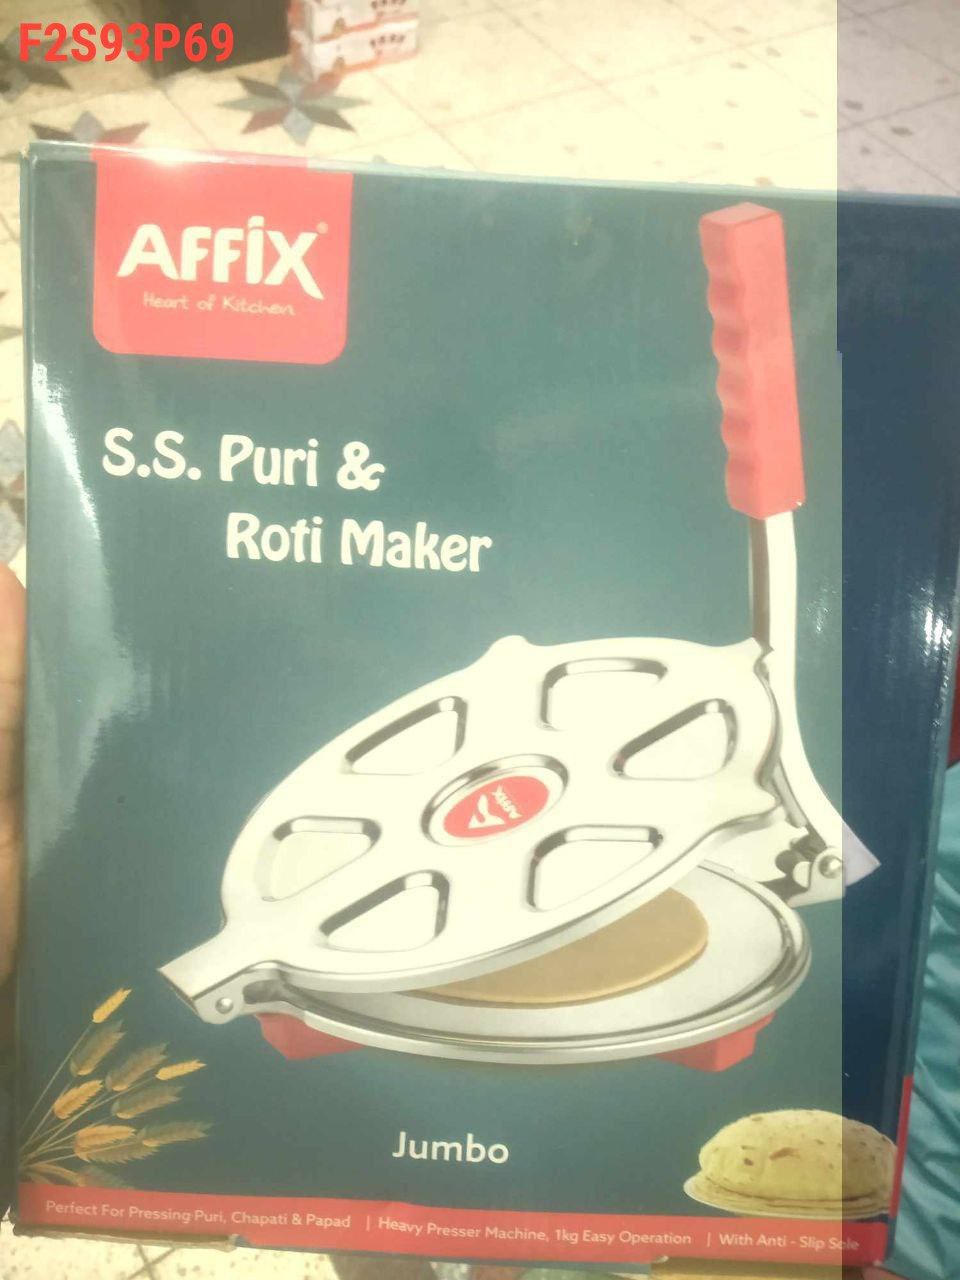 F2S93P69
AFFIX®
Heart of Kitchen
S.S. Puri &
Roti Maker
AFFIX
Jumbo
Perfect For Pressing Puri, Chapati & Papad | Heavy Presser Machine, 1kg Easy Operation | With Anti - Slip Sole